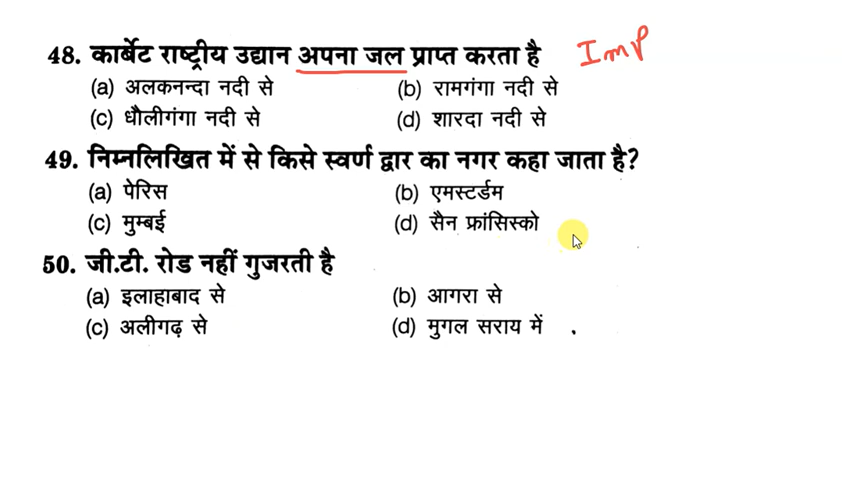 48. कार्बेट राष्ट्रीय उद्यान अपना जल प्राप्त करता है Imp
(a) अलकनन्दा नदी से (b) रामगंगा नदी से
(c) धौलीगंगा नदी से (d) शारदा नदी से
49. निम्नलिखित में से किसे स्वर्ण द्वार का नगर कहा जाता है?
(a) पेरिस (b) एमस्टर्डम
(c) मुम्बई (d) सैन फ्रांसिस्को
50. जी.टी. रोड नहीं गुजरती है
(a) इलाहाबाद से (b) आगरा से
(c) अलीगढ़ से (d) मुगल सराय में .